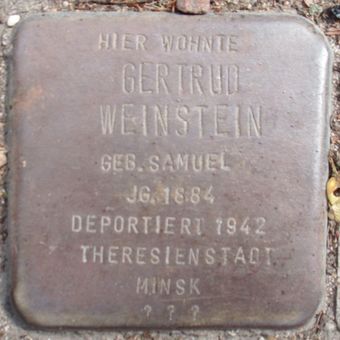 HIER WOHNTE
GERTRUD
WEINSTEIN
GEB. SAMUEL
JG. 1884
DEPORTIERT 1942
THERESIENSTADT
MINSK
? ? ?